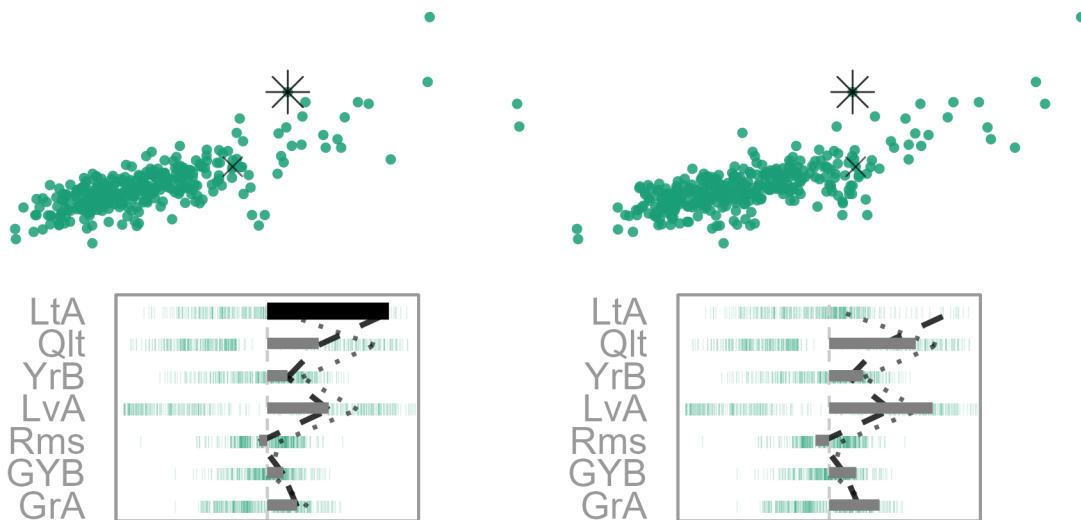 LtA LtA
Qlt Qlt
YrB YrB
LvA LvA
Rms Rms
GYB GYB
GrA GrA